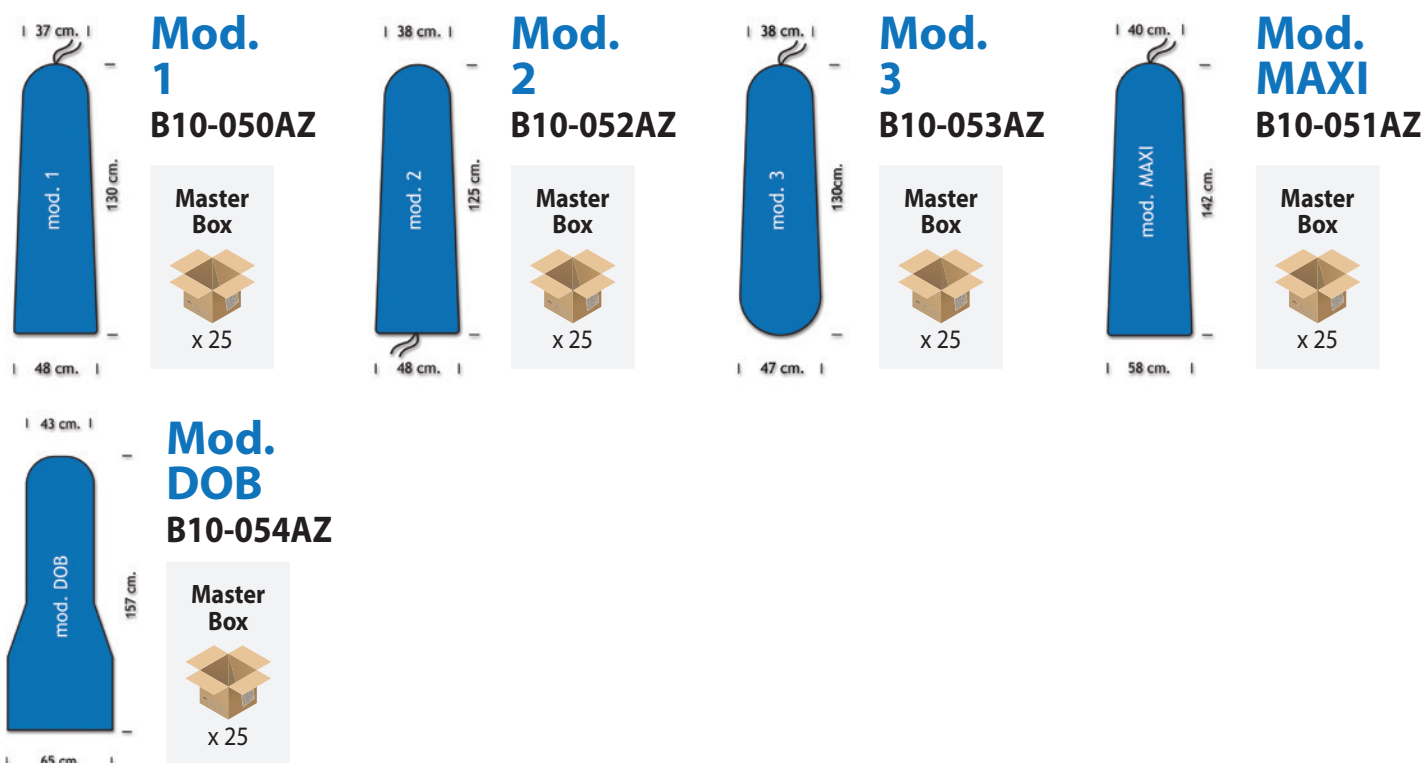 37 cm.
Mod.
1
B10-050AZ
mod. 1
130 cm.
Master
Box
x 25
48 cm.
38 cm.
Mod.
2
B10-052AZ
mod. 2
125 cm.
Master
Box
x 25
48 cm.
38 cm.
Mod.
3
B10-053AZ
mod. 3
130cm.
Master
Box
x 25
47 cm.
40 cm.
Mod.
MAXI
B10-051AZ
mod. MAXI
142 cm.
Master
Box
x 25
58 cm.
43 cm.
Mod.
DOB
B10-054AZ
mod. DOB
157 cm.
Master
Box
x 25
65 cm.